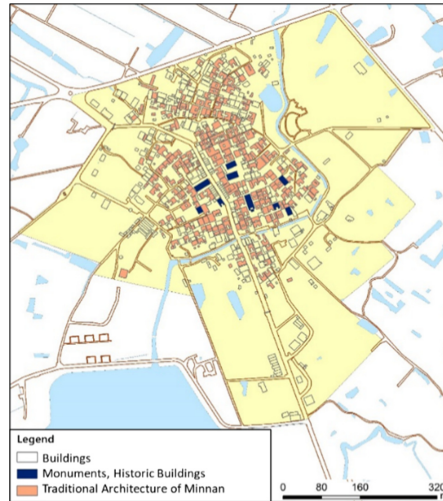 Legend
Buildings
Monuments, Historic Buildings
Traditional Architecture of Minnan
0 80 160 320